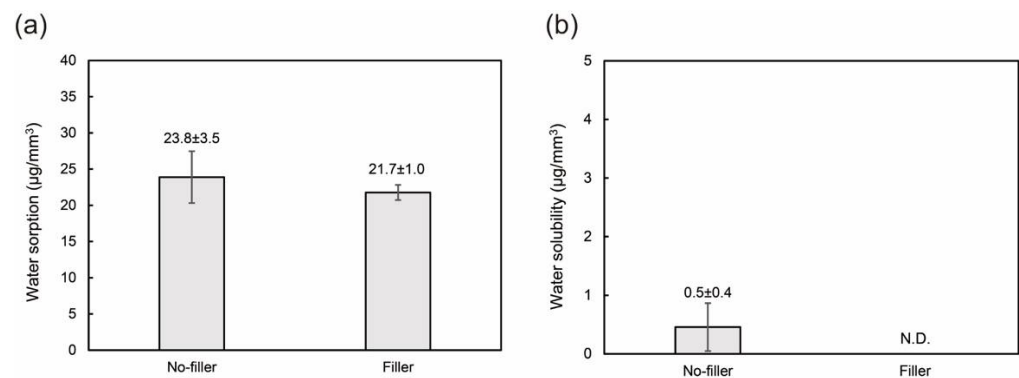 (a)
40
35
30
25
20
15
10
5
0
Water sorption (μg/mm³)
23.8±3.5
21.7±1.0
No-filler
Filler
(b)
5
4
3
2
1
0
Water solubility (μg/mm³)
0.5±0.4
N.D.
No-filler
Filler